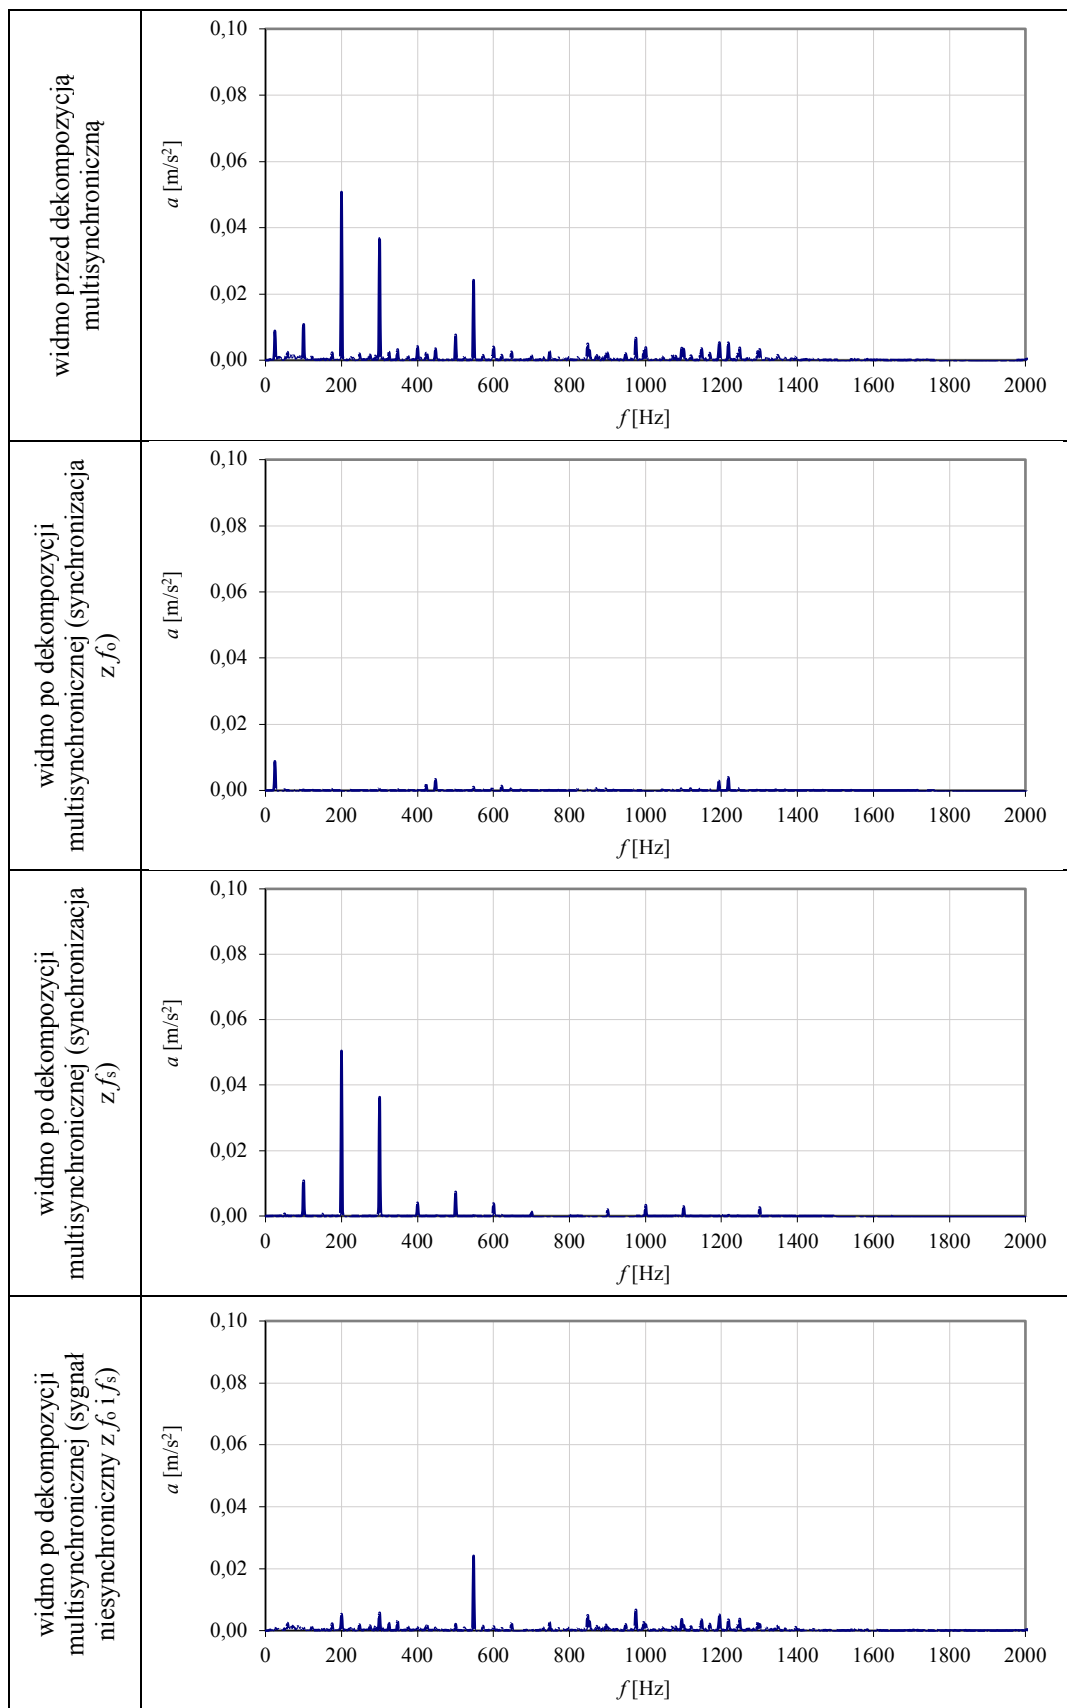 widmo przed dekompozycją
multisynchroniczną
0,10
0,08
0,06
0,04
0,02
0,00
a [m/s²]
0 200 400 600 800 1000 1200 1400 1600 1800 2000
f [Hz]
widmo po dekompozycji
multisynchronicznej (synchronizacja
z fo)
0,10
0,08
0,06
0,04
0,02
0,00
a [m/s²]
0 200 400 600 800 1000 1200 1400 1600 1800 2000
f [Hz]
widmo po dekompozycji
multisynchronicznej (synchronizacja
z fs)
0,10
0,08
0,06
0,04
0,02
0,00
a [m/s²]
0 200 400 600 800 1000 1200 1400 1600 1800 2000
f [Hz]
widmo po dekompozycji
multisynchronicznej (sygnał
niesynchroniczny z fo i fs)
0,10
0,08
0,06
0,04
0,02
0,00
a [m/s²]
0 200 400 600 800 1000 1200 1400 1600 1800 2000
f [Hz]